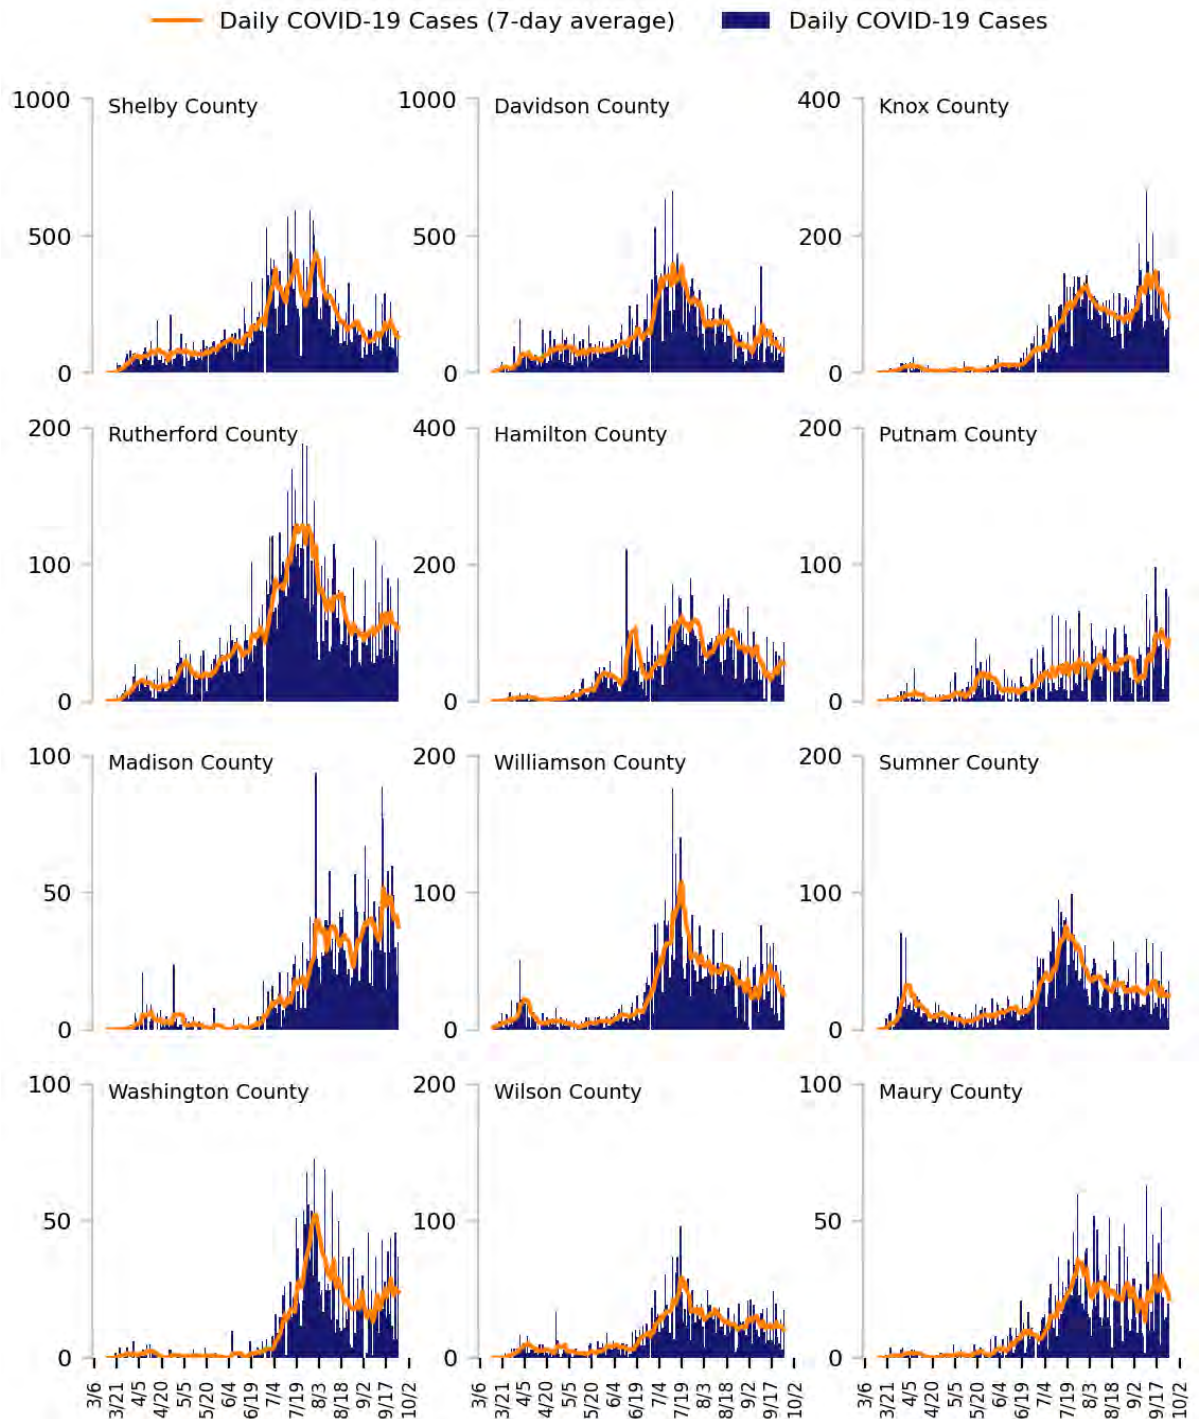 Daily COVID-19 Cases (7-day average) Daily COVID-19 Cases
1000 Shelby County 1000 Davidson County 400 Knox County
500 500 200
0 0 0
200 Rutherford County 400 Hamilton County 200 Putnam County
100 200 100
0 0 0
100 Madison County 200 Williamson County 200 Sumner County
50 100 100
0 0 0
100 Washington County 200 Wilson County 100 Maury County
50 100 50
0 0 0
3/6 3/21 4/5 4/20 5/5 5/20 6/4 6/19 7/4 7/19 8/3 8/18 9/2 9/17 10/2 3/6 3/21 4/5 4/20 5/5 5/20 6/4 6/19 7/4 7/19 8/3 8/18 9/2 9/17 10/2 3/6 3/21 4/5 4/20 5/5 5/20 6/4 6/19 7/4 7/19 8/3 8/18 9/2 9/17 10/2